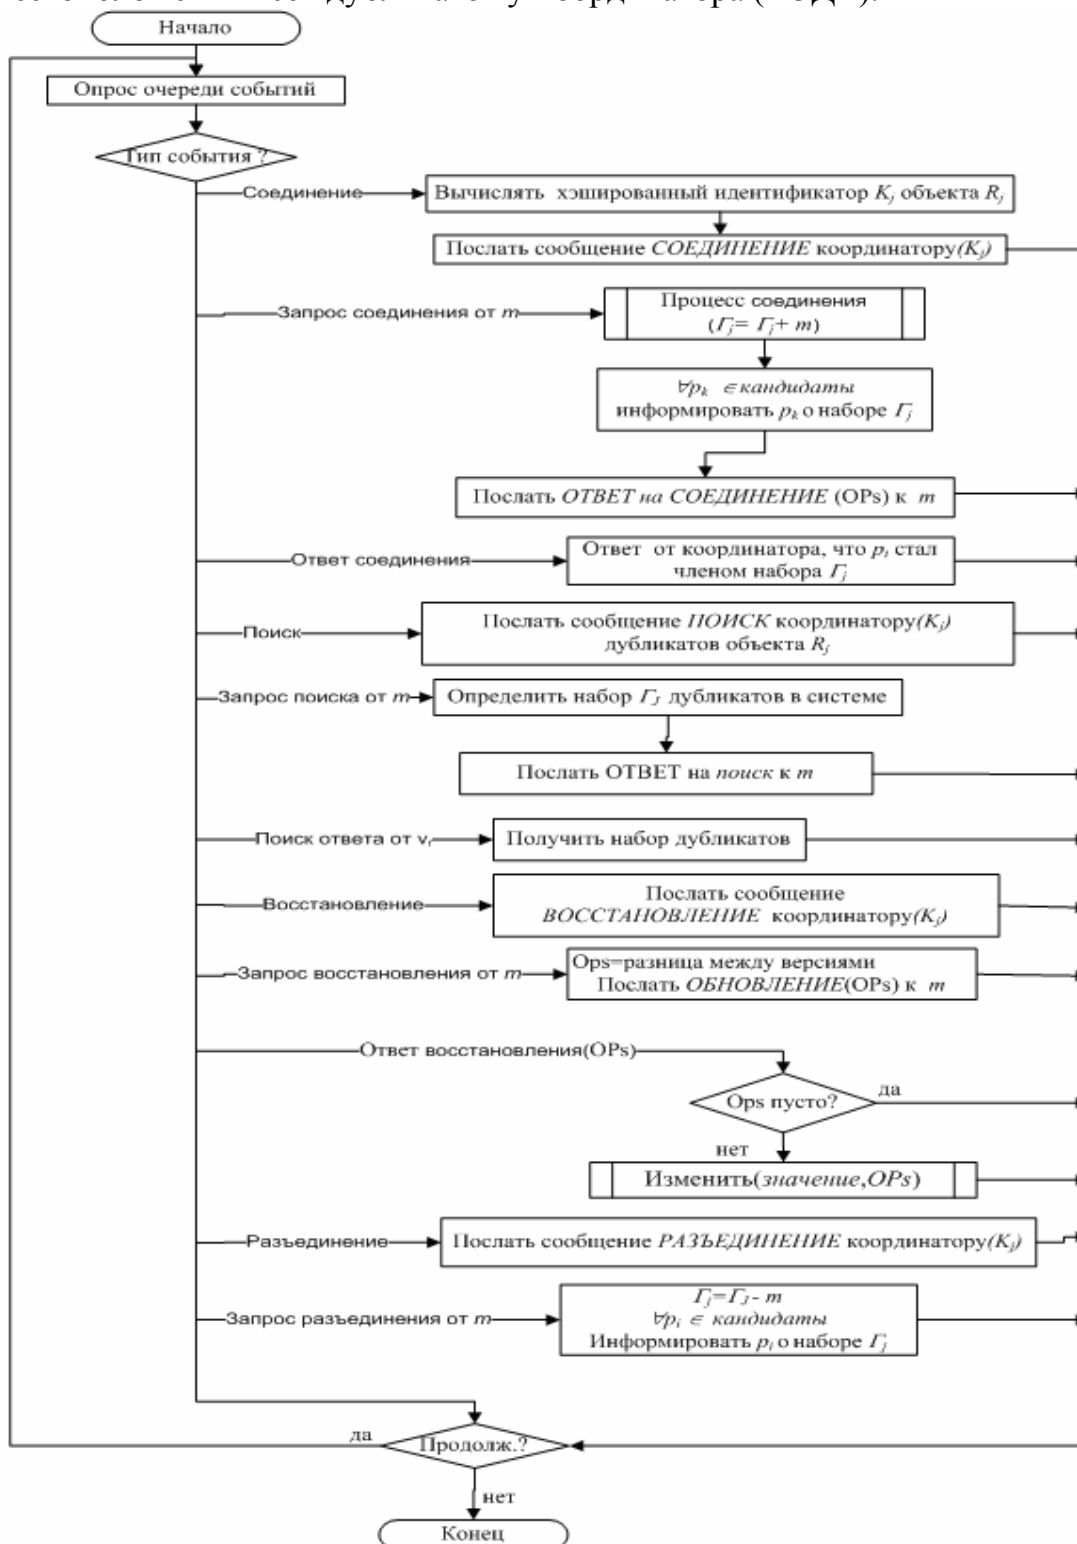 Начало
Опрос очереди событий
Тип события ?
Соединение
Вычислять хэшированный идентификатор Kj объекта Rj
Послать сообщение СОЕДИНЕНИЕ координатору(Kj)
Запрос соединения от m
Процесс соединения
(Гj= Гj+ m)
∀pk ∈ кандидаты
информировать pk о наборе Гj
Послать ОТВЕТ на СОЕДИНЕНИЕ (OPs) к m
Ответ соединения
Ответ от координатора, что pi стал
членом набора Гj
Поиск
Послать сообщение ПОИСК координатору(Kj)
дубликатов объекта Rj
Запрос поиска от m
Определить набор ГJ дубликатов в системе
Послать ОТВЕТ на поиск к m
Поиск ответа от vr
Получить набор дубликатов
Восстановление
Послать сообщение
ВОССТАНОВЛЕНИЕ координатору(Kj)
Запрос восстановления от m
Ops=разница между версиями
Послать ОБНОВЛЕНИЕ(OPs) к m
Ответ восстановления(OPs)
Ops пусто?
да
нет
Изменить(значение,OPs)
Разъединение
Послать сообщение РАЗЪЕДИНЕНИЕ координатору(Kj)
Запрос разъединения от m
Гj=ГJ - m
∀pi ∈ кандидаты
Информировать pi о наборе Гj
да
Продолж.?
нет
Конец